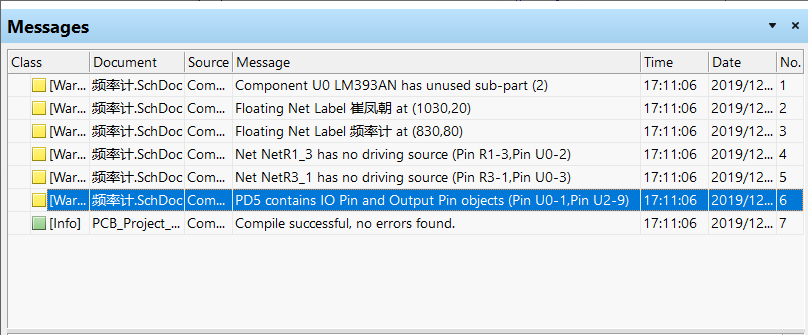 Messages
Class Document Source Message Time Date No.
[War... 频率计.SchDoc Com... Component U0 LM393AN has unused sub-part (2) 17:11:06 2019/12... 1
[War... 频率计.SchDoc Com... Floating Net Label 崔凤朝 at (1030,20) 17:11:06 2019/12... 2
[War... 频率计.SchDoc Com... Floating Net Label 频率计 at (830,80) 17:11:06 2019/12... 3
[War... 频率计.SchDoc Com... Net NetR1_3 has no driving source (Pin R1-3,Pin U0-2) 17:11:06 2019/12... 4
[War... 频率计.SchDoc Com... Net NetR3_1 has no driving source (Pin R3-1,Pin U0-3) 17:11:06 2019/12... 5
[War... 频率计.SchDoc Com... PD5 contains IO Pin and Output Pin objects (Pin U0-1,Pin U2-9) 17:11:06 2019/12... 6
[Info] PCB_Project_... Com... Compile successful, no errors found. 17:11:06 2019/12... 7